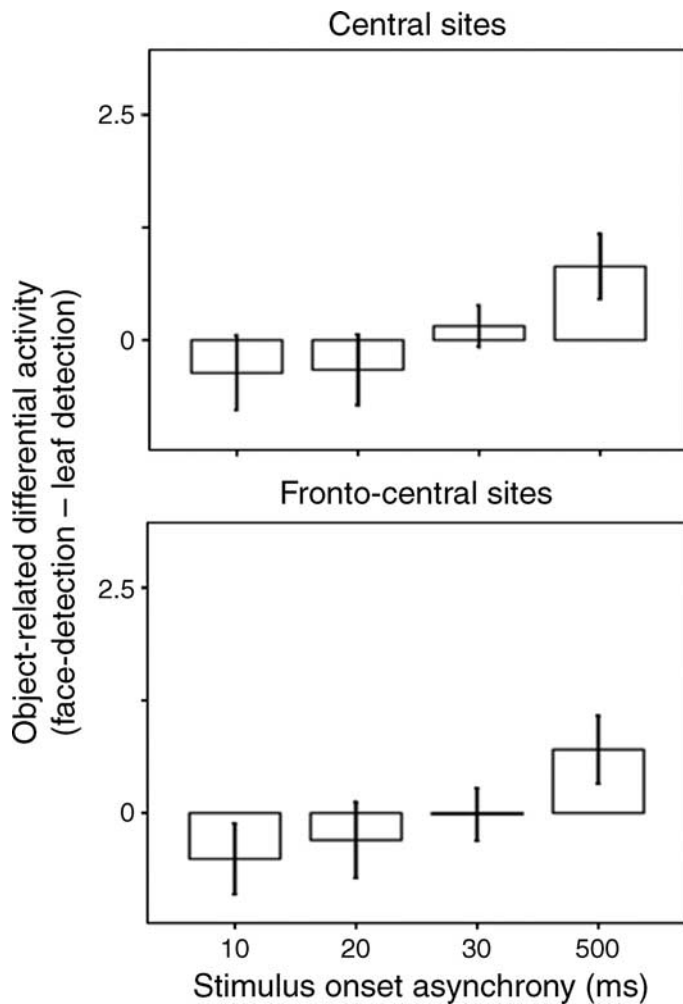 Central sites
2.5
0
Object-related differential activity
(face-detection – leaf detection)
Fronto-central sites
2.5
0
10 20 30 500
Stimulus onset asynchrony (ms)